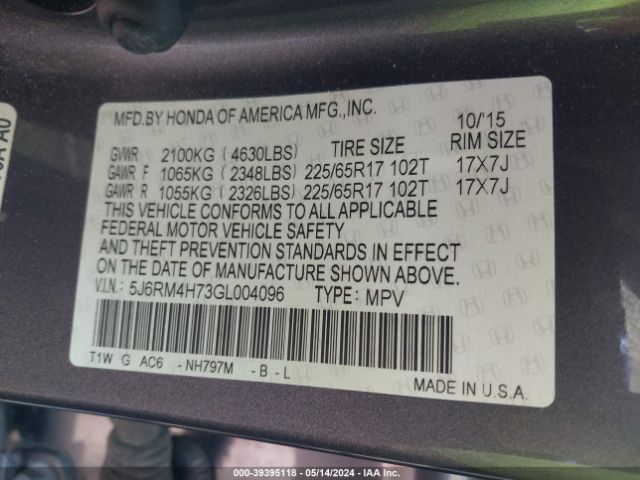 MFD.BY HONDA OF AMERICA MFG.,INC. 10/15
GVWR 2100KG (4630LBS) TIRE SIZE RIM SIZE
GAWR F 1065KG (2348LBS) 225/65R17 102T 17X7J
GAWR R 1055KG (2326LBS) 225/65R17 102T 17X7J
THIS VEHICLE CONFORMS TO ALL APPLICABLE
FEDERAL MOTOR VEHICLE SAFETY
AND THEFT PREVENTION STANDARDS IN EFFECT
ON THE DATE OF MANUFACTURE SHOWN ABOVE.
V.I.N.: 5J6RM4H73GL004096 TYPE: MPV
T1W G AC6 -NH797M -B-L
MADE IN U.S.A.
000-39395118 - 05/14/2024 - IAA Inc.